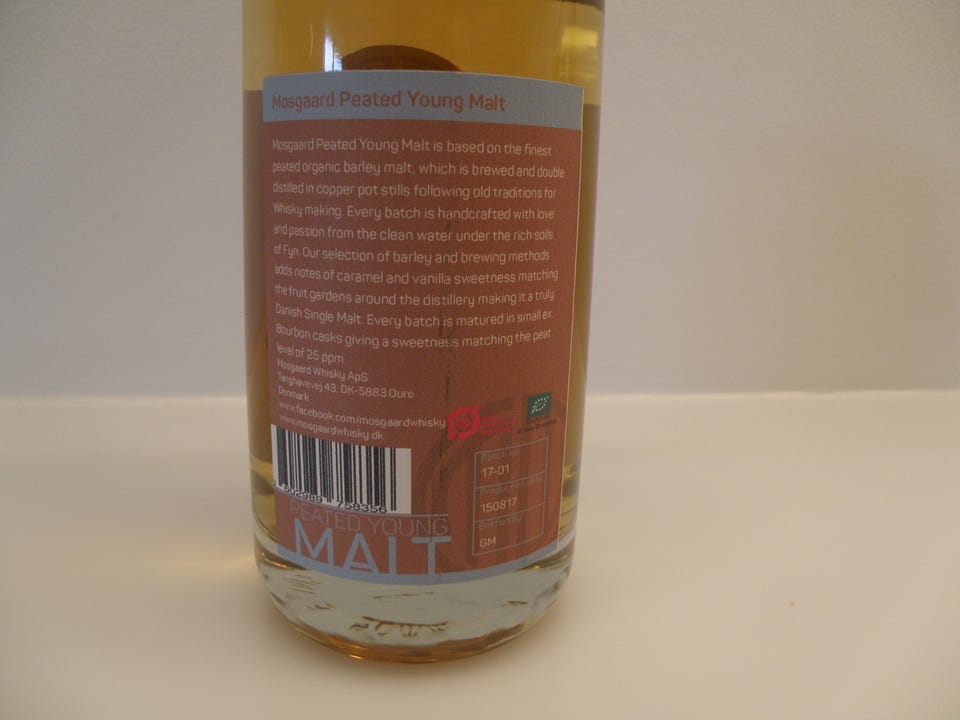 Mosgaard Peated Young Malt
Mosgaard Peated Young Malt is based on the finest
peated organic barley malt, which is brewed and double
distilled in copper pot stills following old traditions for
Whisky making. Every batch is handcrafted with love
and passion from the clean water under the rich soils
of Fyn. Our selection of barley and brewing methods
adds notes of caramel and vanilla sweetness matching
the fruit gardens around the distillery making it a truly
Danish Single Malt. Every batch is matured in small ex.
Bourbon casks giving a sweetness matching the peat
level of 25 ppm.
Mosgaard Whisky ApS
Tanghavevej 43, DK-5883 Oure
Denmark
www.facebook.com/mosgaardwhisky
www.mosgaardwhisky.dk
Batch no
17-01
150817
GM
758356
PEATED YOUNG
MALT